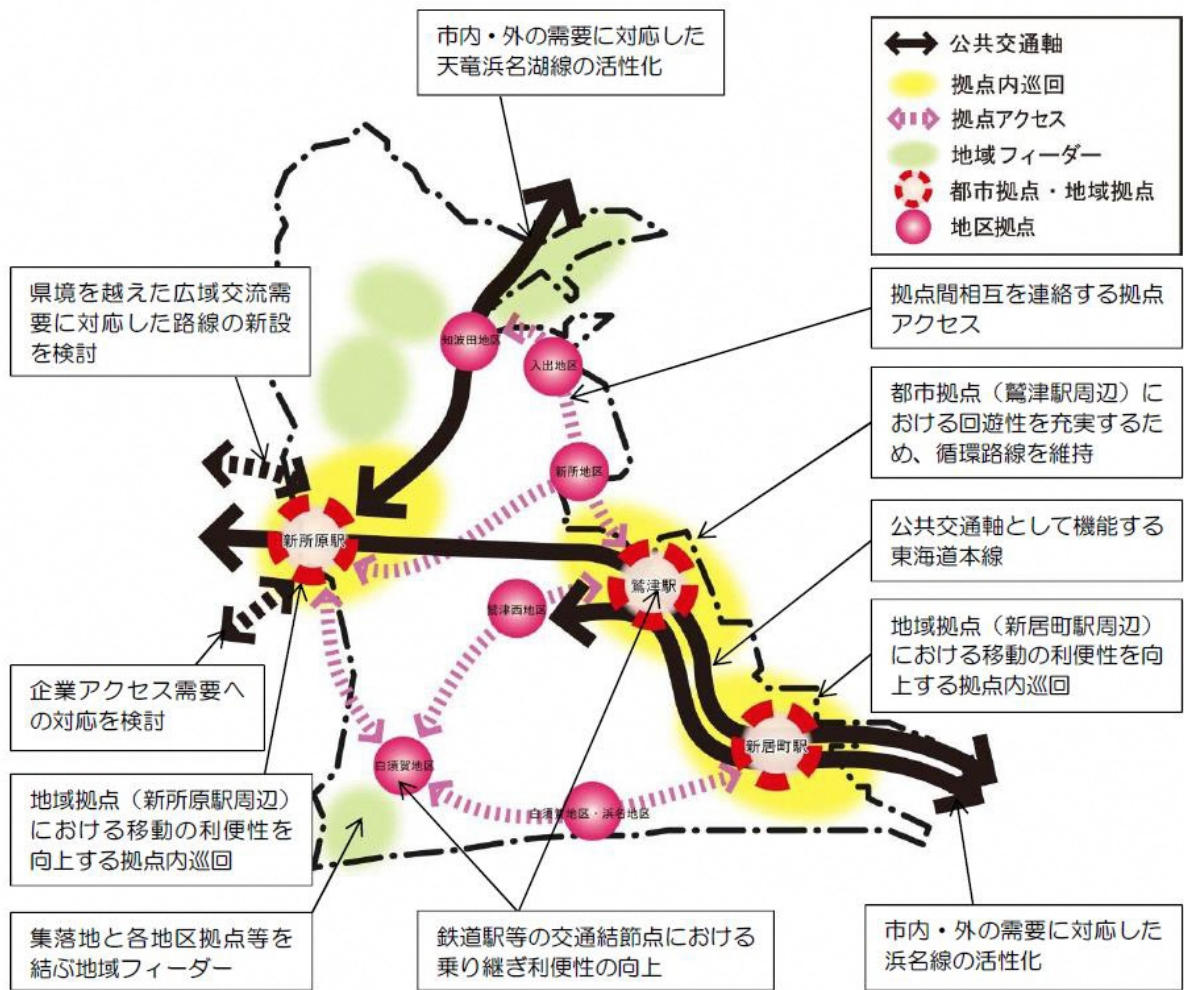 市内・外の需要に対応した
天竜浜名湖線の活性化
公共交通軸
拠点内巡回
拠点アクセス
地域フィーダー
都市拠点・地域拠点
地区拠点
県境を越えた広域交流需
要に対応した路線の新設
を検討
拠点間相互を連絡する拠点
アクセス
都市拠点（鷲津駅周辺）に
おける回遊性を充実するた
め、循環路線を維持
公共交通軸として機能する
東海道本線
地域拠点（新居町駅周辺）
における移動の利便性を向
上する拠点内巡回
知波田地区
入出地区
新所地区
新所原駅
鷲津駅
鷲津西地区
新居町駅
白須賀地区
白須賀地区・浜名地区
企業アクセス需要へ
の対応を検討
地域拠点（新所原駅周辺）
における移動の利便性を
向上する拠点内巡回
集落地と各地区拠点等を
結ぶ地域フィーダー
鉄道駅等の交通結節点における
乗り継ぎ利便性の向上
市内・外の需要に対応した
浜名線の活性化